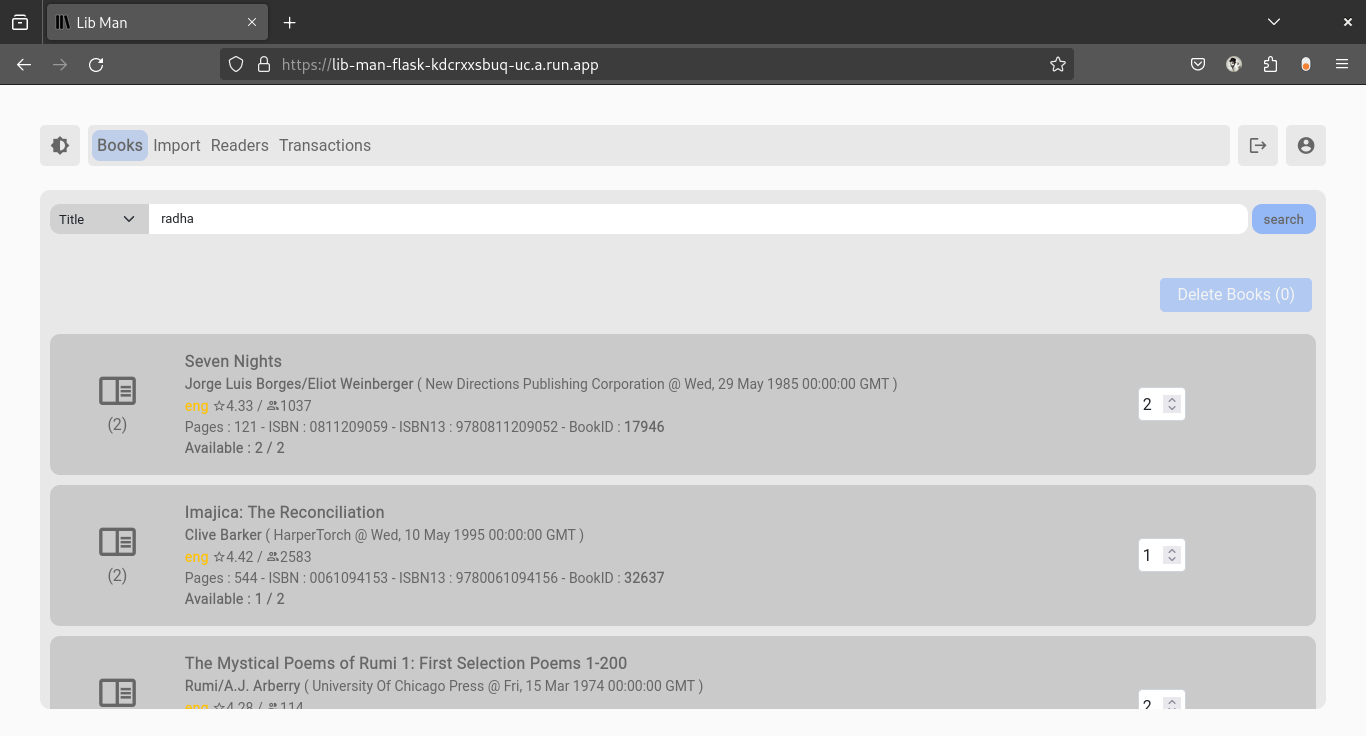 Lib Man
https://lib-man-flask-kdcrxxsbuq-uc.a.run.app
Books Import Readers Transactions
Title radha search
Delete Books (0)
Seven Nights
Jorge Luis Borges/Eliot Weinberger ( New Directions Publishing Corporation @ Wed, 29 May 1985 00:00:00 GMT )
eng 4.33 / 1037
2
(2)
Pages : 121 - ISBN : 0811209059 - ISBN13 : 9780811209052 - BookID : 17946
Available : 2 / 2
Imajica: The Reconciliation
Clive Barker ( HarperTorch @ Wed, 10 May 1995 00:00:00 GMT )
eng 4.42 / 2583
1
(2)
Pages : 544 - ISBN : 0061094153 - ISBN13 : 9780061094156 - BookID : 32637
Available : 1 / 2
The Mystical Poems of Rumi 1: First Selection Poems 1-200
Rumi/A.J. Arberry ( University Of Chicago Press @ Fri, 15 Mar 1974 00:00:00 GMT )
eng 4.28 / 114
2